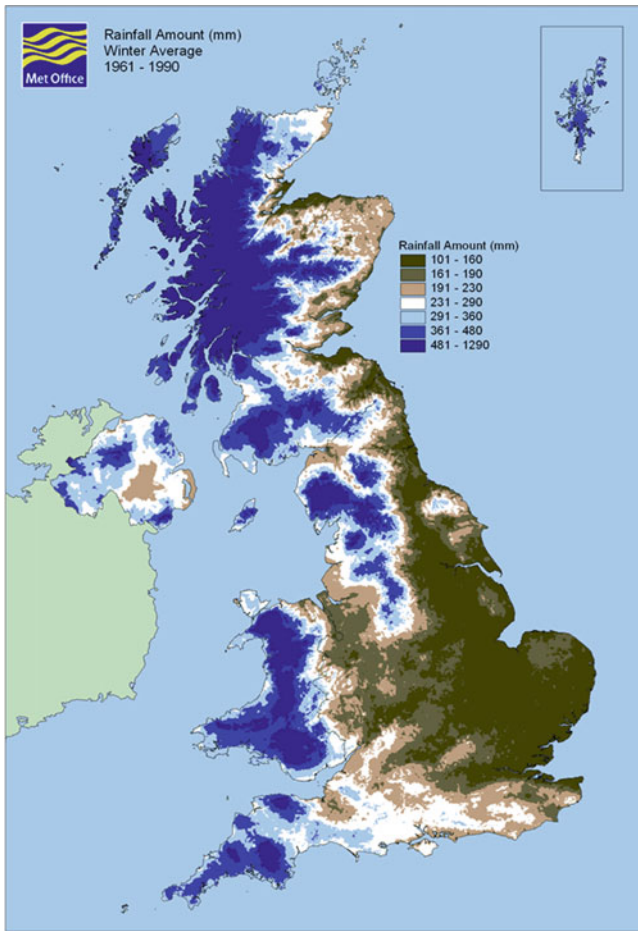 Met Office
Rainfall Amount (mm)
Winter Average
1961 - 1990
Rainfall Amount (mm)
101 - 160
161 - 190
191 - 230
231 - 290
291 - 360
361 - 480
481 - 1290